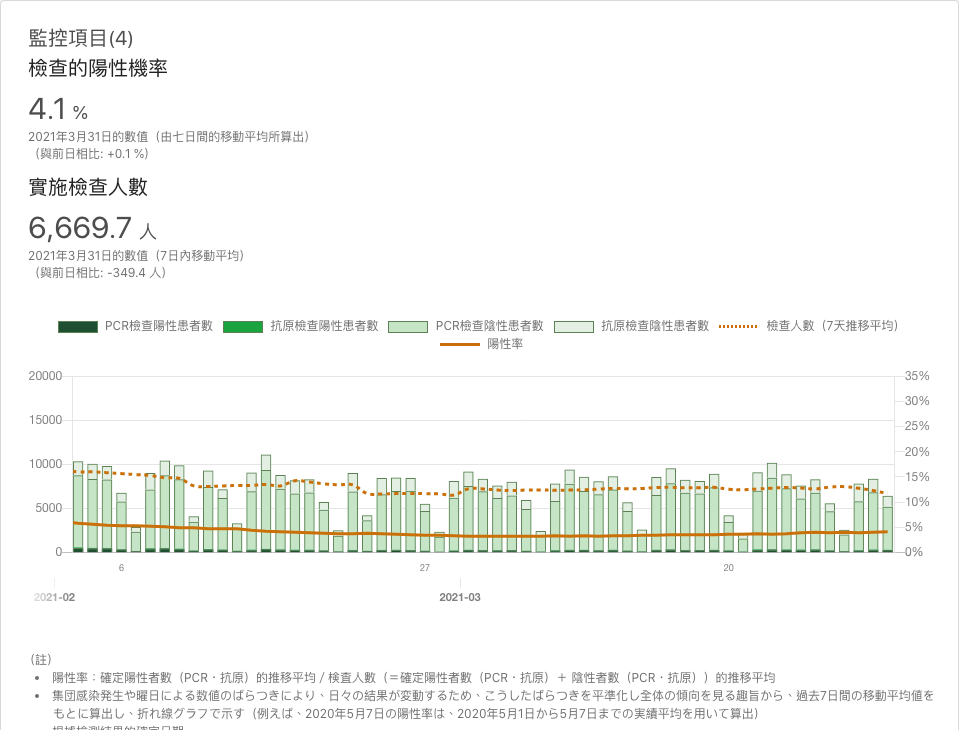 監控項目(4)
檢查的陽性機率
4.1 %
2021年3月31日的數值（由七日間的移動平均所算出）
（與前日相比: +0.1 %）
實施檢查人數
6,669.7 人
2021年3月31日的數值（7日內移動平均）
（與前日相比: -349.4 人）
PCR檢查陽性患者數 抗原檢查陽性患者數 PCR檢查陰性患者數 抗原檢查陰性患者數 檢查人數（7天推移平均）
陽性率
20000 35%
30%
15000 25%
20%
10000 15%
10%
5000 5%
0 0%
6 27 20
2021-02 2021-03
（註）
• 陽性率：確定陽性者數（PCR・抗原）的推移平均 / 檢查人數（＝確定陽性者數（PCR・抗原）＋ 陰性者數（PCR・抗原））的推移平均
• 集団感染発生や曜日による数値のばらつきにより、日々の結果が変動するため、こうしたばらつきを平準化し全体の傾向を見る趣旨から、過去7日間の移動平均値を
もとに算出し、折れ線グラフで示す（例えば、2020年5月7日の陽性率は、2020年5月1日から5月7日までの実績平均を用いて算出）